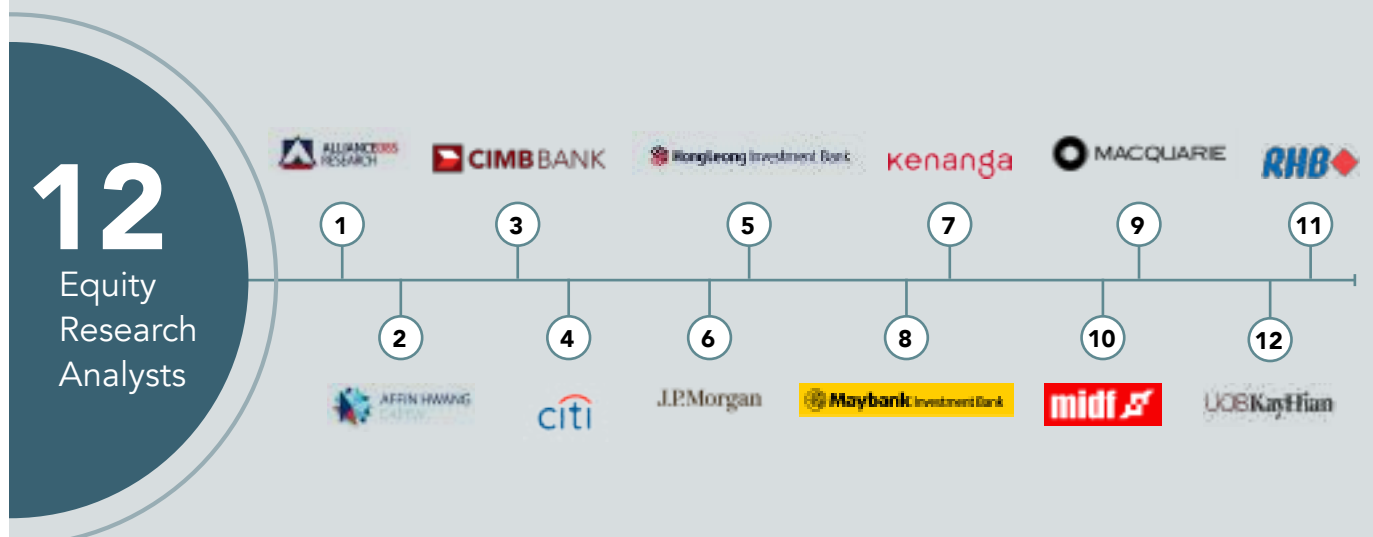 12
Equity
Research
Analysts
ALLIANCEDBS
RESEARCH
CIMB BANK
HongLeong Investment Bank
kenanga
MACQUARIE
RHB
1
3
5
7
9
11
2
4
6
8
10
12
AFFIN HWANG
citi
J.P.Morgan
Maybank Investment Bank
midf
UOBKayHian